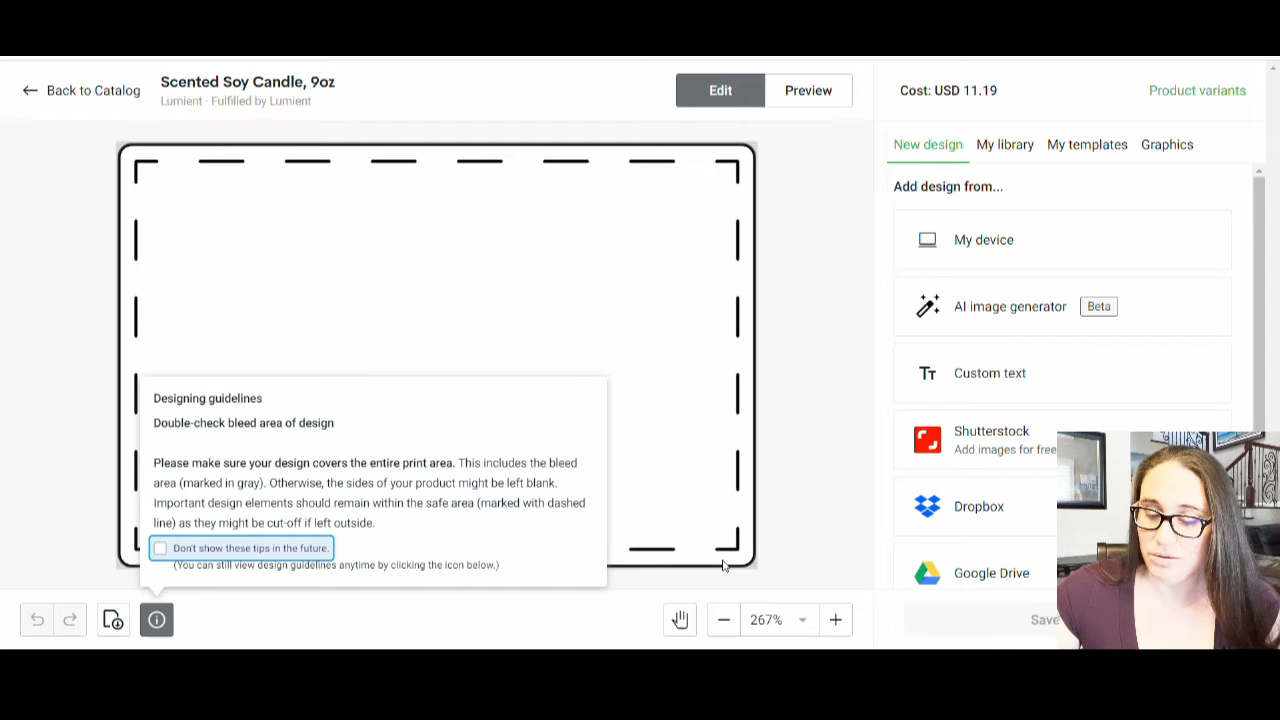 Back to Catalog
Scented Soy Candle, 9oz
Lumient · Fulfilled by Lumient
Edit
Preview
Cost: USD 11.19
Product variants
New design
My library
My templates
Graphics
Add design from...
My device
AI image generator
Beta
Custom text
Shutterstock
Add images for free
Dropbox
Google Drive
Designing guidelines
Double-check bleed area of design
Please make sure your design covers the entire print area. This includes the bleed
area (marked in gray). Otherwise, the sides of your product might be left blank.
Important design elements should remain within the safe area (marked with dashed
line) as they might be cut-off if left outside.
Don't show these tips in the future.
(You can still view design guidelines anytime by clicking the icon below.)
267%
Save